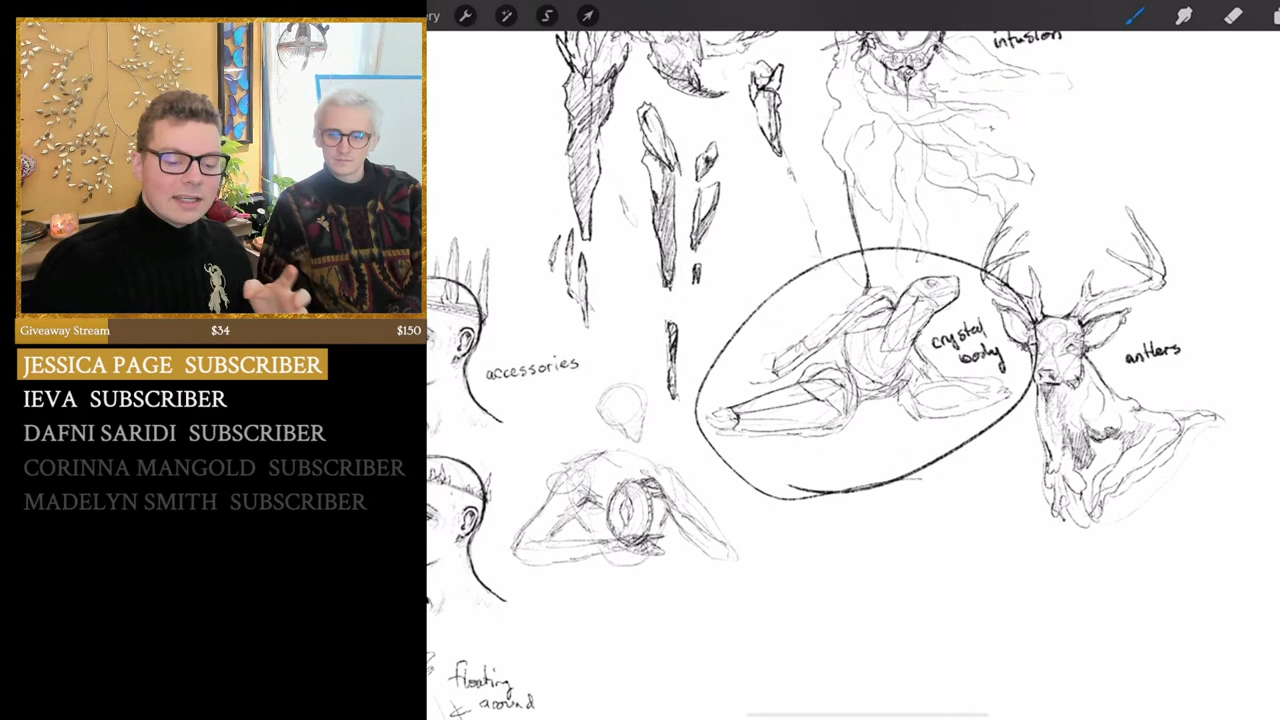 Giveaway Stream $34 $150
JESSICA PAGE SUBSCRIBER
IEVA SUBSCRIBER
DAFNI SARIDI SUBSCRIBER
CORINNA MANGOLD SUBSCRIBER
MADELYN SMITH SUBSCRIBER
ry
infusion
crystal
body
antlers
accessories
floating
around